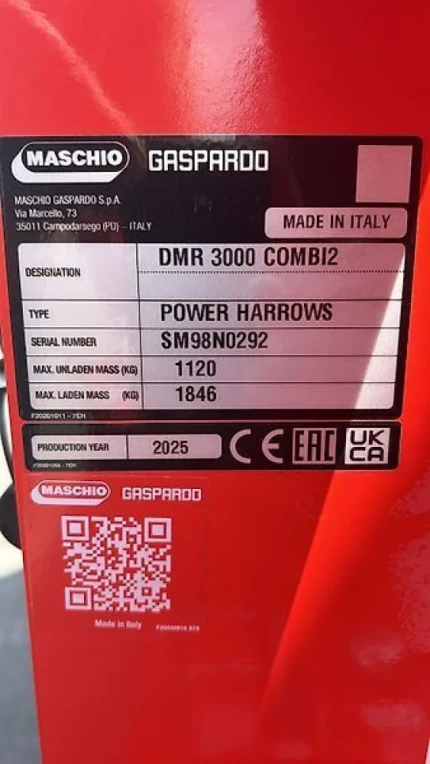 MASCHIO GASPARDO
MASCHIO GASPARDO S.p.A.
Via Marcello, 73
35011 Campodarsego (PD) - ITALY
MADE IN ITALY
DESIGNATION DMR 3000 COMBI2
TYPE POWER HARROWS
SERIAL NUMBER SM98N0292
MAX. UNLADEN MASS (KG) 1120
MAX. LADEN MASS (KG) 1846
F20201011 - 7ICH
PRODUCTION YEAR 2025 CE EAC UK CA
MASCHIO GASPARDO
Made in Italy